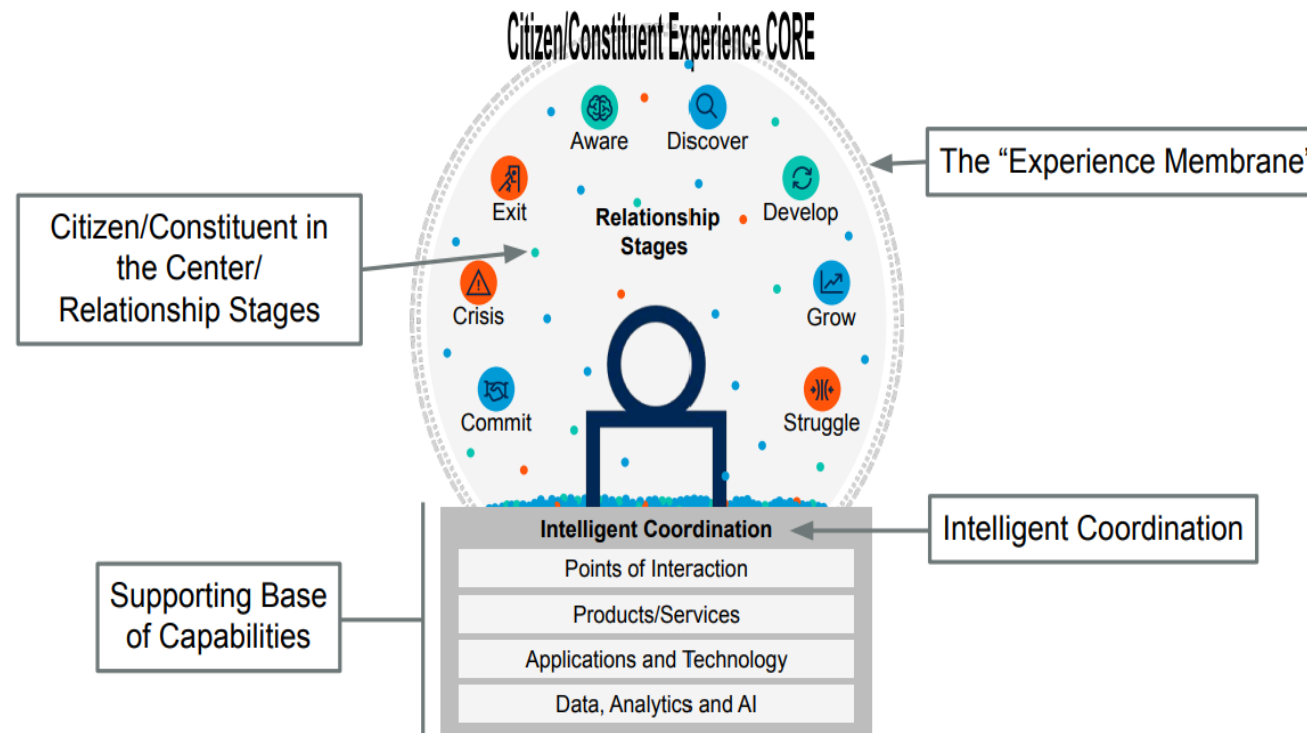 Citizen/Constituent Experience CORE
Aware
Discover
Exit
Develop
Relationship
Stages
Crisis
Grow
Commit
Struggle
The “Experience Membrane”
Citizen/Constituent in
the Center/
Relationship Stages
Intelligent Coordination
Points of Interaction
Products/Services
Applications and Technology
Data, Analytics and AI
Intelligent Coordination
Supporting Base
of Capabilities